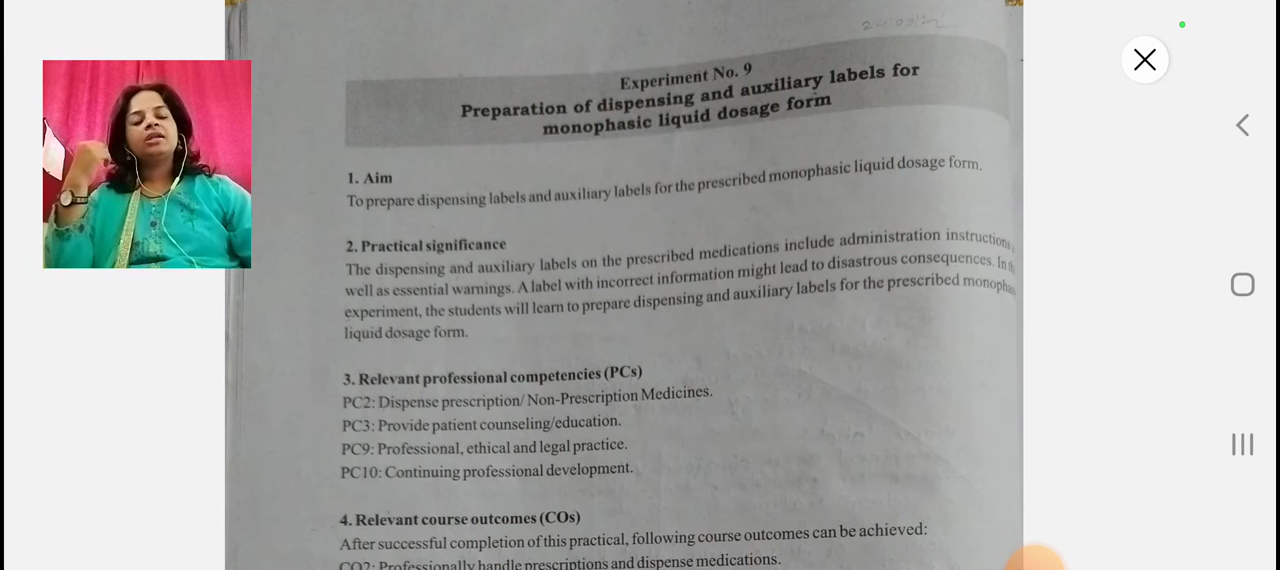 Experiment No. 9
Preparation of dispensing and auxiliary labels for
monophasic liquid dosage form
1. Aim
To prepare dispensing labels and auxiliary labels for the prescribed monophasic liquid dosage form.
2. Practical significance
The dispensing and auxiliary labels on the prescribed medications include administration instructions
well as essential warnings. A label with incorrect information might lead to disastrous consequences. In
experiment, the students will learn to prepare dispensing and auxiliary labels for the prescribed
liquid dosage form.
3. Relevant professional competencies (PCs)
PC2: Dispense prescription/ Non-Prescription Medicines.
PC3: Provide patient counseling/education.
PC9: Professional, ethical and legal practice.
PC10: Continuing professional development.
4. Relevant course outcomes (COs)
After successful completion of this practical, following course outcomes can be achieved:
CO2: Professionally handle prescriptions and dispense medications.